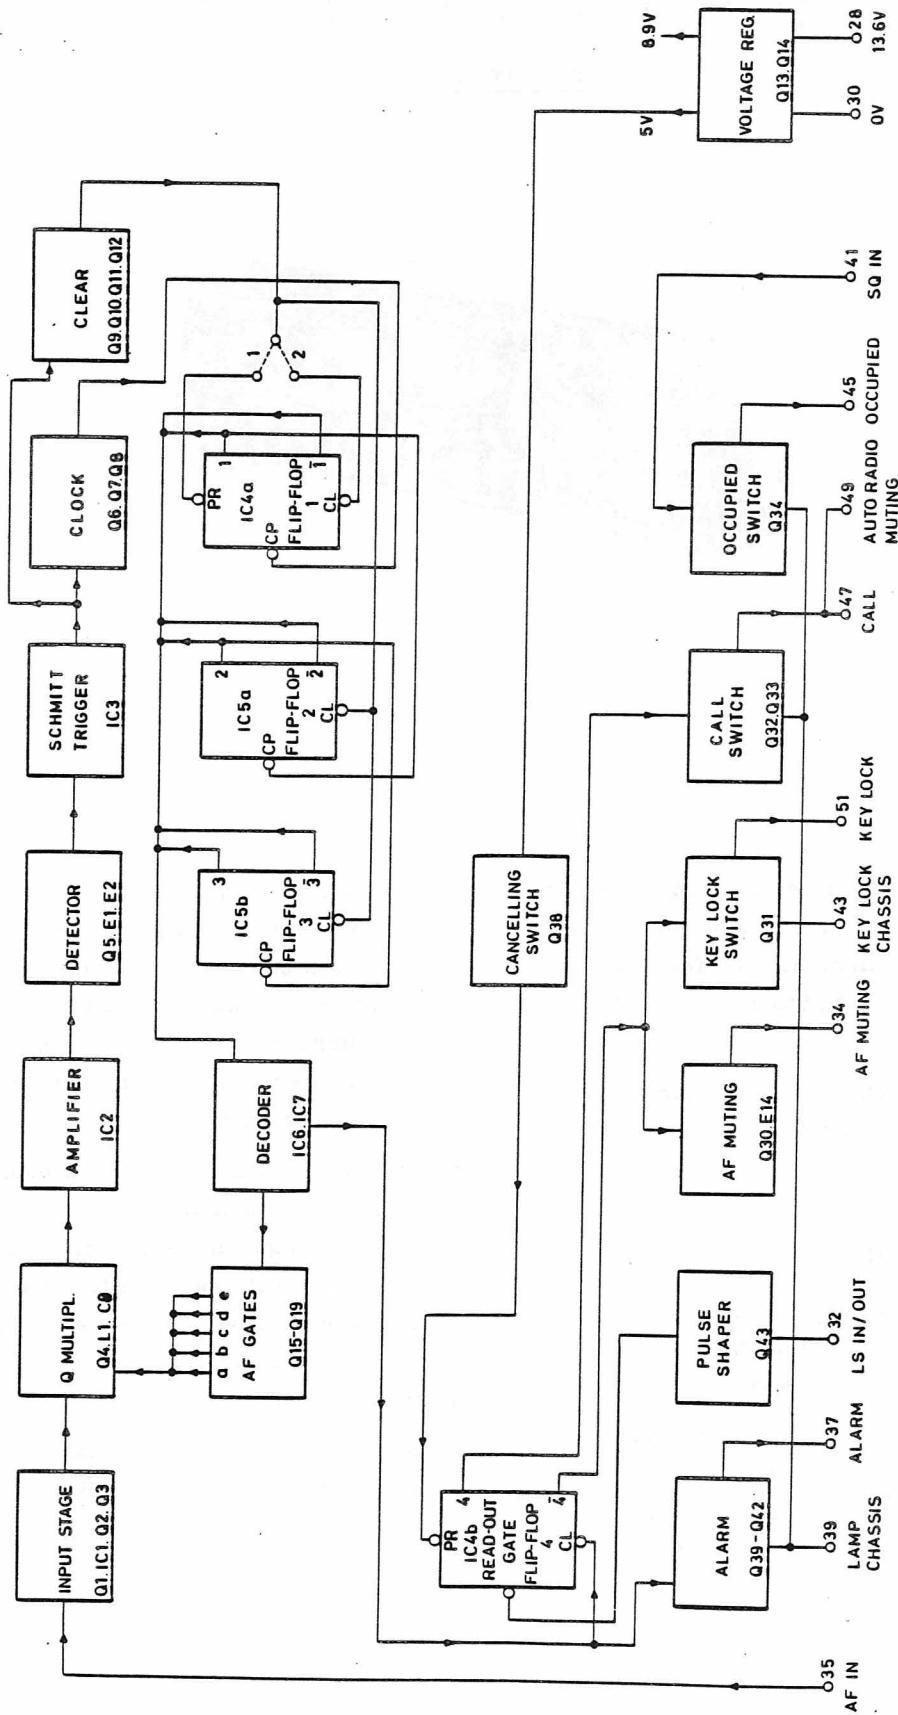 INPUT STAGE
Q1.IC1.Q2.Q3
Q MULTIPL.
Q4.L1.
AMPLIFIER
IC2
DETECTOR
Q5.E1.E2
SCHMITT
TRIGGER
IC3
CLOCK
Q6.Q7.Q8
CLEAR
Q9.Q10.Q11.Q12
a b c d e
AF GATES
Q15-Q19
DECODER
IC6.IC7
3
IC5b
CP
FLIP-FLOP
3
3̅
CL
2
IC5a
CP
FLIP-FLOP
2
2̅
CL
1
PR
IC4a
CP
FLIP-FLOP
1
1̅
CL
1
2
CANCELLING
SWITCH
Q38
5V
8.9V
VOLTAGE REG.
Q13.Q14
30
0V
28
13.6V
PR
4
IC4b
READ-OUT
GATE
FLIP-FLOP
4
4̅
CL
ALARM
Q39-Q42
PULSE
SHAPER
Q43
AF MUTING
Q30.E14
KEY LOCK
SWITCH
Q31
CALL
SWITCH
Q32.Q33
OCCUPIED
SWITCH
Q34
35
AF IN
39
LAMP
CHASSIS
37
ALARM
32
LS IN/OUT
34
AF MUTING
43
KEY LOCK
CHASSIS
51
KEY LOCK
47
CALL
49
AUTO RADIO
MUTING
45
OCCUPIED
41
SQ IN